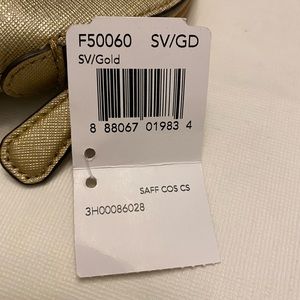 F50060 SV/GD
SV/Gold
8 88067 01983 4
SAFF COS CS
3H00086028